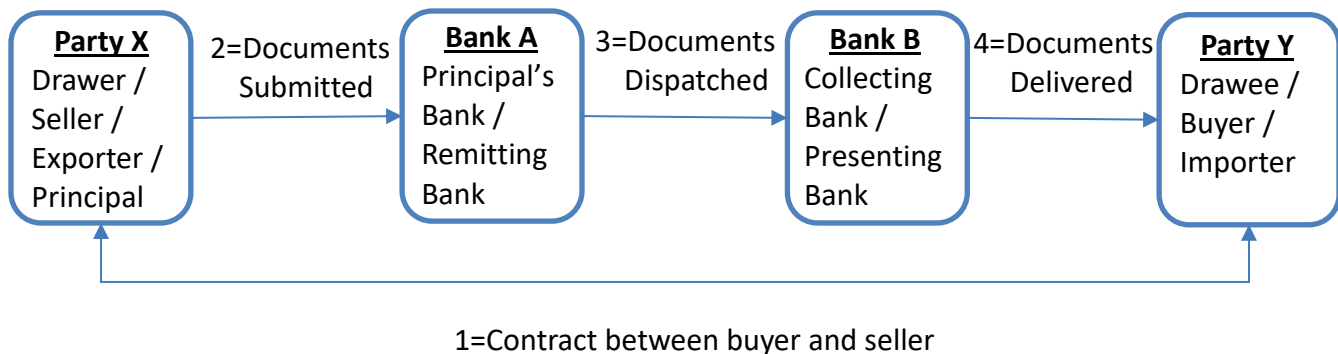 Party X
Drawer /
Seller /
Exporter /
Principal
2=Documents
Submitted
Bank A
Principal’s
Bank /
Remitting
Bank
3=Documents
Dispatched
Bank B
Collecting
Bank /
Presenting
Bank
4=Documents
Delivered
Party Y
Drawee /
Buyer /
Importer
1=Contract between buyer and seller